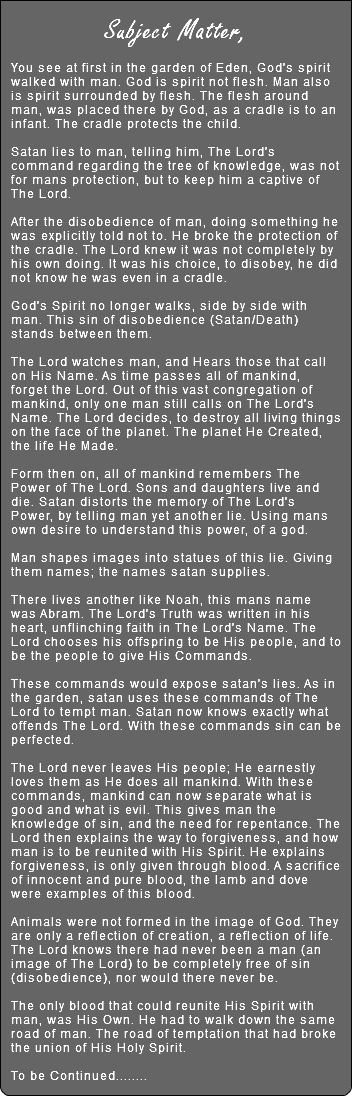 Subject Matter,
You see at first in the garden of Eden, God's spirit
walked with man. God is spirit not flesh. Man also
is spirit surrounded by flesh. The flesh around
man, was placed there by God, as a cradle is to an
infant. The cradle protects the child.
Satan lies to man, telling him, The Lord's
command regarding the tree of knowledge, was not
for mans protection, but to keep him a captive of
The Lord.
After the disobedience of man, doing something he
was explicitly told not to. He broke the protection of
the cradle. The Lord knew it was not completely by
his own doing. It was his choice, to disobey, he did
not know he was even in a cradle.
God's Spirit no longer walks, side by side with
man. This sin of disobedience (Satan/Death)
stands between them.
The Lord watches man, and Hears those that call
on His Name. As time passes all of mankind,
forget the Lord. Out of this vast congregation of
mankind, only one man still calls on The Lord's
Name. The Lord decides, to destroy all living things
on the face of the planet. The planet He Created,
the life He Made.
Form then on, all of mankind remembers The
Power of The Lord. Sons and daughters live and
die. Satan distorts the memory of The Lord's
Power, by telling man yet another lie. Using mans
own desire to understand this power, of a god.
Man shapes images into statues of this lie. Giving
them names; the names satan supplies.
There lives another like Noah, this mans name
was Abram. The Lord's Truth was written in his
heart, unflinching faith in The Lord's Name. The
Lord chooses his offspring to be His people, and to
be the people to give His Commands.
These commands would expose satan's lies. As in
the garden, satan uses these commands of The
Lord to tempt man. Satan now knows exactly what
offends The Lord. With these commands sin can be
perfected.
The Lord never leaves His people; He earnestly
loves them as He does all mankind. With these
commands, mankind can now separate what is
good and what is evil. This gives man the
knowledge of sin, and the need for repentance. The
Lord then explains the way to forgiveness, and how
man is to be reunited with His Spirit. He explains
forgiveness, is only given through blood. A sacrifice
of innocent and pure blood, the lamb and dove
were examples of this blood.
Animals were not formed in the image of God. They
are only a reflection of creation, a reflection of life.
The Lord knows there had never been a man (an
image of The Lord) to be completely free of sin
(disobedience), nor would there never be.
The only blood that could reunite His Spirit with
man, was His Own. He had to walk down the same
road of man. The road of temptation that had broke
the union of His Holy Spirit.
To be Continued........